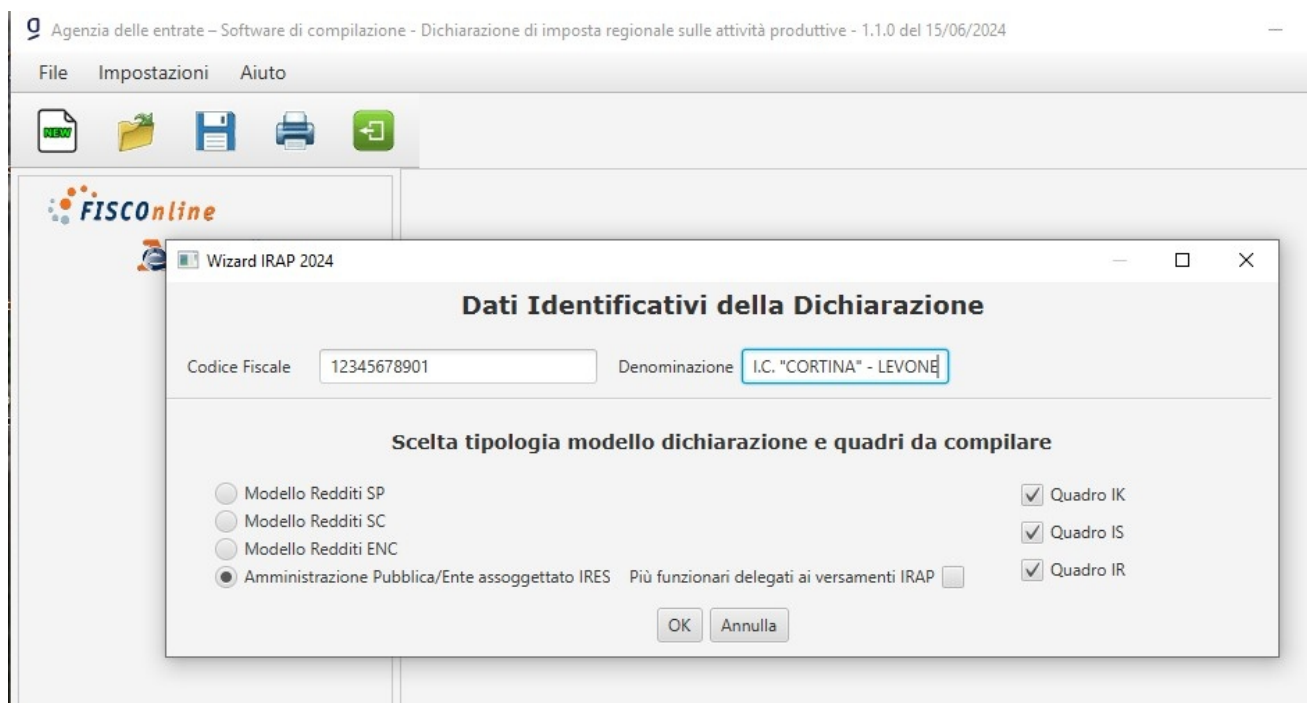 Agenzia delle entrate – Software di compilazione - Dichiarazione di imposta regionale sulle attività produttive - 1.1.0 del 15/06/2024
File Impostazioni Aiuto
NEW
FISCOnline
Wizard IRAP 2024
Dati Identificativi della Dichiarazione
Codice Fiscale 12345678901 Denominazione I.C. "CORTINA" - LEVONE
Scelta tipologia modello dichiarazione e quadri da compilare
Modello Redditi SP
Quadro IK
Modello Redditi SC
Quadro IS
Modello Redditi ENC
Amministrazione Pubblica/Ente assoggettato IRES Più funzionari delegati ai versamenti IRAP Quadro IR
OK Annulla